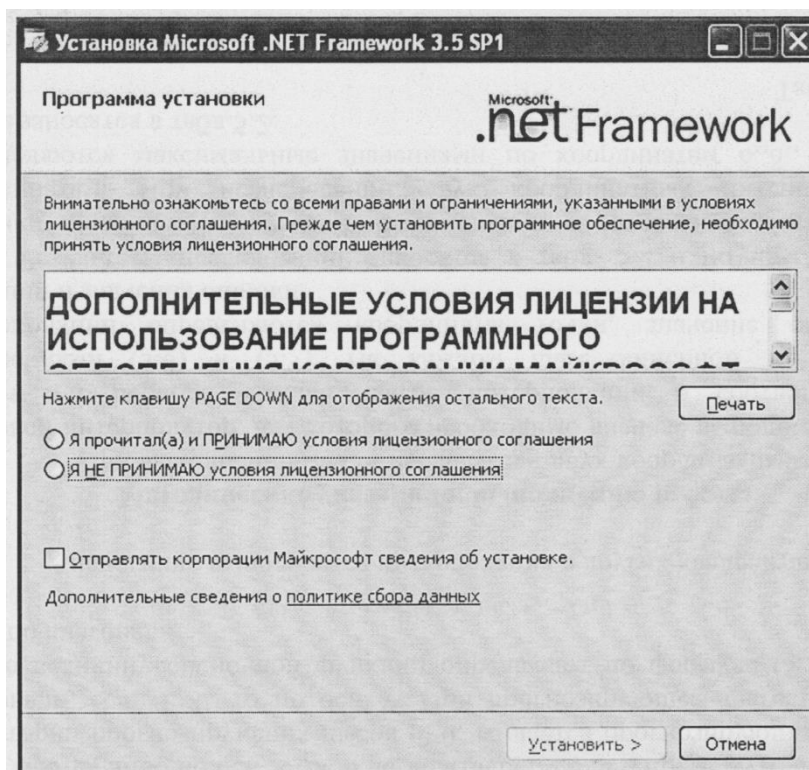 Установка Microsoft .NET Framework 3.5 SP1
Программа установки
Microsoft
.net Framework
Внимательно ознакомьтесь со всеми правами и ограничениями, указанными в условиях
лицензионного соглашения. Прежде чем установить программное обеспечение, необходимо
принять условия лицензионного соглашения.
ДОПОЛНИТЕЛЬНЫЕ УСЛОВИЯ ЛИЦЕНЗИИ НА
ИСПОЛЬЗОВАНИЕ ПРОГРАММНОГО
ОБЕСПЕЧЕНИЯ КОРПОРАЦИИ МАЙКРОСОФТ
Нажмите клавишу PAGE DOWN для отображения остального текста.
Печать
Я прочитал(а) и ПРИНИМАЮ условия лицензионного соглашения
Я НЕ ПРИНИМАЮ условия лицензионного соглашения
Отправлять корпорации Майкрософт сведения об установке.
Дополнительные сведения о политике сбора данных
Установить >
Отмена